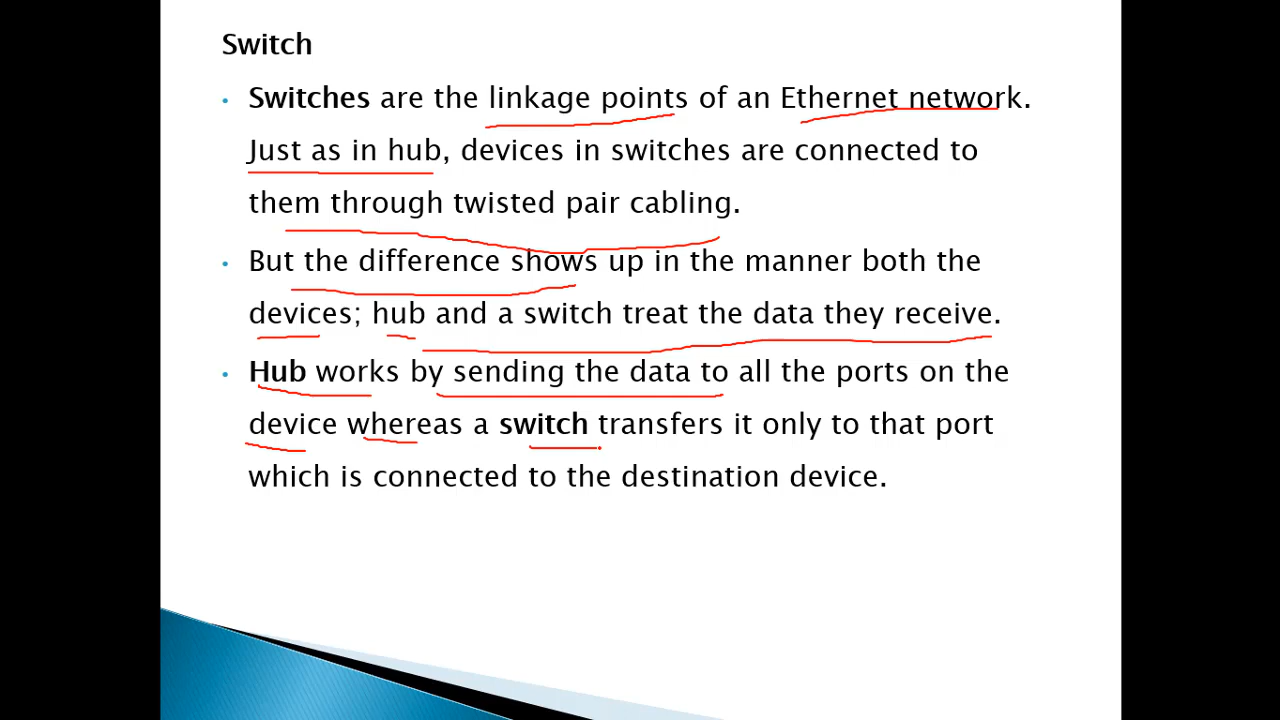 Switch
• Switches are the linkage points of an Ethernet network.
Just as in hub, devices in switches are connected to
them through twisted pair cabling.
• But the difference shows up in the manner both the
devices; hub and a switch treat the data they receive.
• Hub works by sending the data to all the ports on the
device whereas a switch transfers it only to that port
which is connected to the destination device.